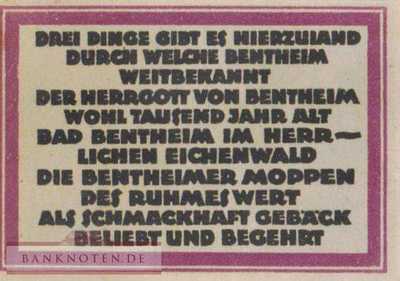 DREI DINGE GIBT ES HIERZULAND
DURCH WELCHE BENTHEIM
WEITBEKANNT
DER HERRGOTT VON BENTHEIM
WOHL TAUSEND JAHR ALT
BAD BENTHEIM IM HERR—
LICHEN EICHENWALD
DIE BENTHEIMER MOPPEN
DES RUHMES WERT
ALS SCHMACKHAFT GEBÄCK
BELIEBT UND BEGEHRT
BANKNOTEN.DE